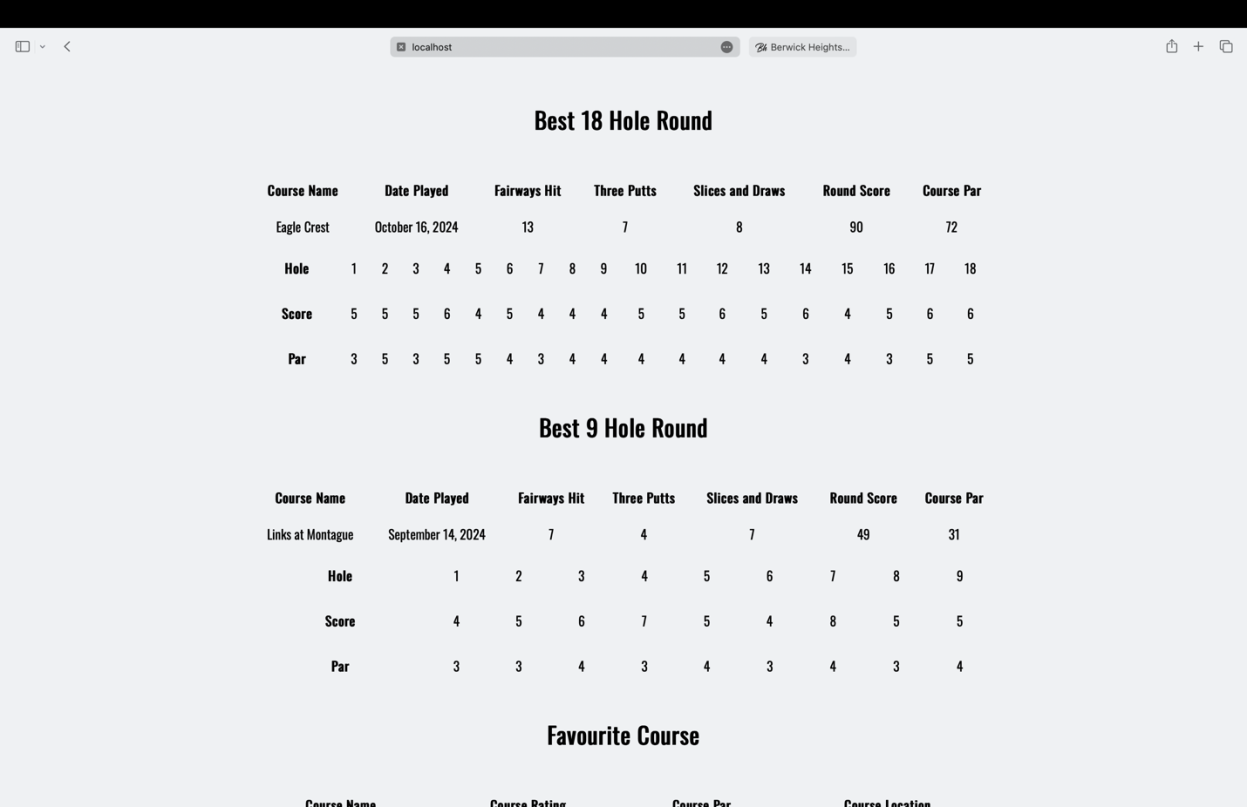 localhost
Berwick Heights...
Best 18 Hole Round
Course Name Date Played Fairways Hit Three Putts Slices and Draws Round Score Course Par
Eagle Crest October 16, 2024 13 7 8 90 72
Hole 1 2 3 4 5 6 7 8 9 10 11 12 13 14 15 16 17 18
Score 5 5 5 6 4 5 4 4 4 5 5 6 5 6 4 5 6 6
Par 3 5 3 5 5 4 3 4 4 4 4 4 4 3 4 3 5 5
Best 9 Hole Round
Course Name Date Played Fairways Hit Three Putts Slices and Draws Round Score Course Par
Links at Montague September 14, 2024 7 4 7 49 31
Hole 1 2 3 4 5 6 7 8 9
Score 4 5 6 7 5 4 8 5 5
Par 3 3 4 3 4 3 4 3 4
Favourite Course
Course Name Course Rating Course Par Course Location